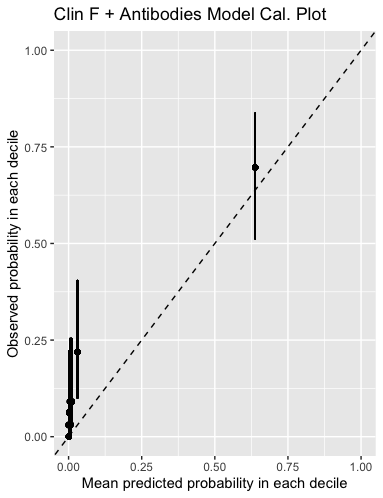 Clin F + Antibodies Model Cal. Plot
1.00
0.75
0.50
0.25
0.00
Observed probability in each decile
0.00 0.25 0.50 0.75 1.00
Mean predicted probability in each decile